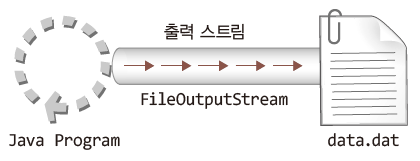 출력 스트림
FileOutputStream
Java Program
data.dat